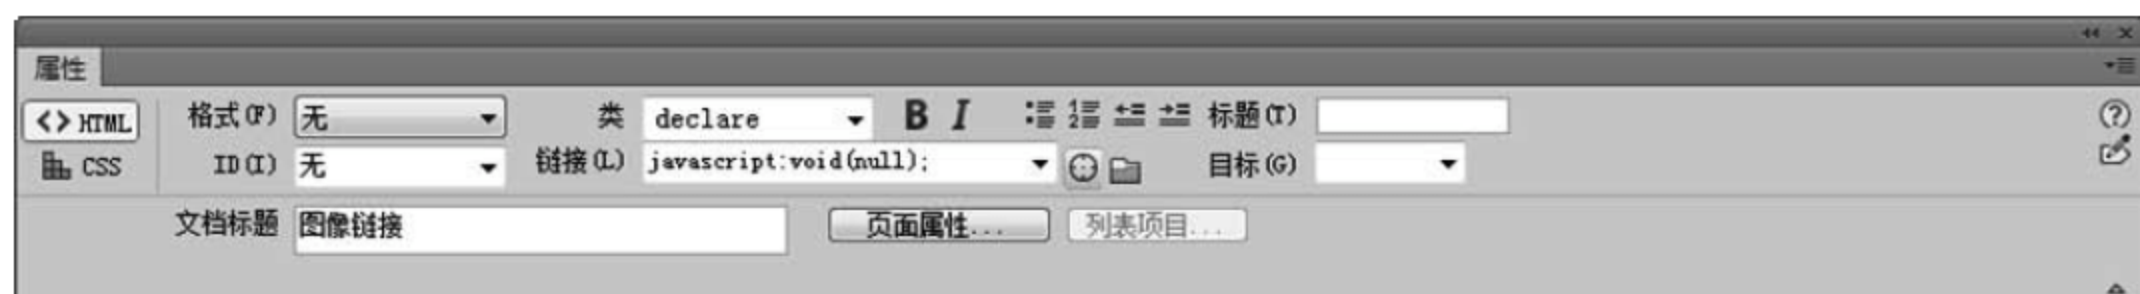 属性
<> HTML 格式(F) 无 类 declare B I 标题(T)
CSS ID(I) 无 链接(L) javascript:void(null); 目标(G)
文档标题 图像链接 页面属性... 列表项目...